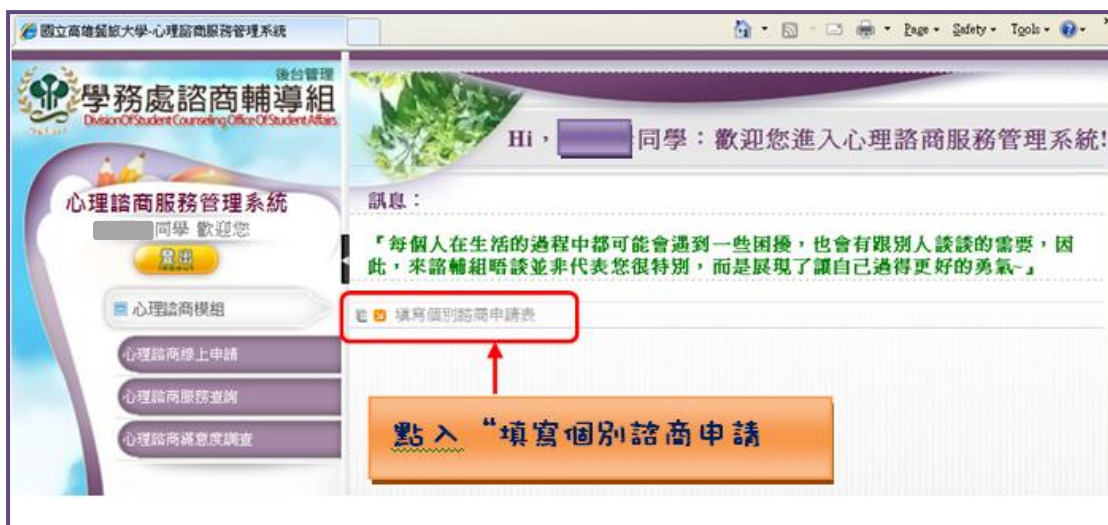 國立高雄餐旅大學-心理諮商服務管理系統
Page
Safety
Tools
後台管理
學務處諮商輔導組
Division Of Student Counseling Office Of Student Affairs
Hi，
同學：歡迎您進入心理諮商服務管理系統!
心理諮商服務管理系統
同學 歡迎您
登出
訊息：
『每個人在生活的過程中都可能會遇到一些困擾，也會有跟別人談談的需要，因
此，來諮輔組晤談並非代表您很特別，而是展現了讓自己過得更好的勇氣~』
心理諮商模組
填寫個別諮商申請表
心理諮商線上申請
心理諮商服務查詢
心理諮商滿意度調查
點入“填寫個別諮商申請